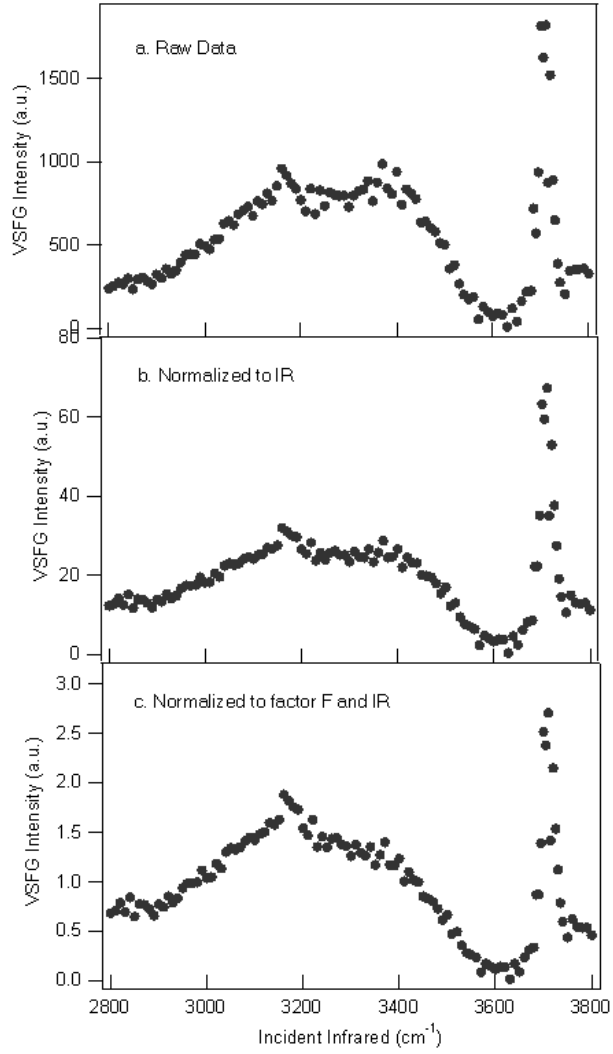 a. Raw Data
VSFG Intensity (a.u.)
1500
1000
500
0
b. Normalized to IR
VSFG Intensity (a.u.)
80
60
40
20
0
c. Normalized to factor F and IR
VSFG Intensity (a.u.)
3.0
2.5
2.0
1.5
1.0
0.5
0.0
2800 3000 3200 3400 3600 3800
Incident Infrared (cm⁻¹)